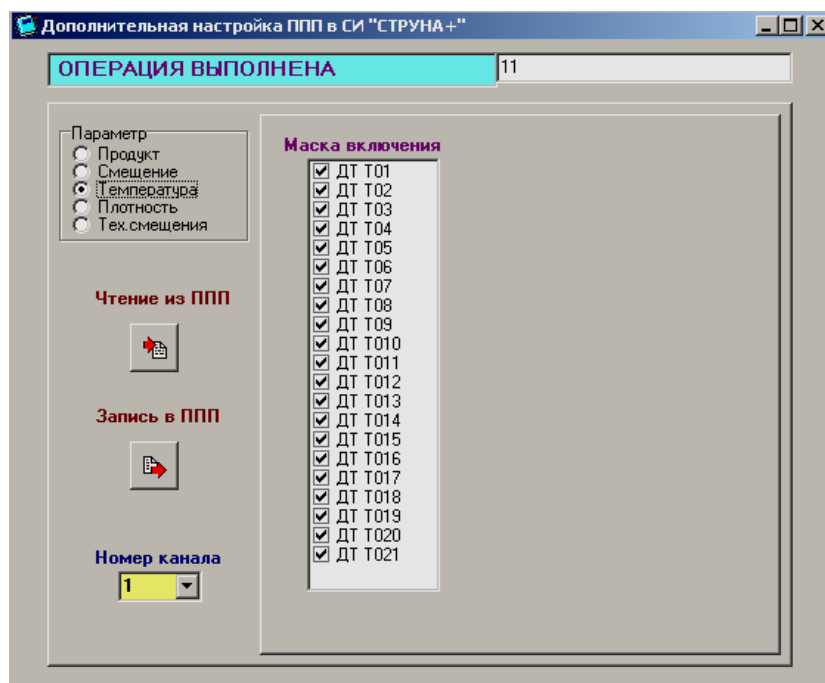 Дополнительная настройка ППП в СИ "СТРУНА+"
ОПЕРАЦИЯ ВЫПОЛНЕНА
11
Параметр
Продукт
Смещение
Температура
Плотность
Тех.смещения
Чтение из ППП
Запись в ППП
Номер канала
1
Маска включения
ДТ Т01
ДТ Т02
ДТ Т03
ДТ Т04
ДТ Т05
ДТ Т06
ДТ Т07
ДТ Т08
ДТ Т09
ДТ Т010
ДТ Т011
ДТ Т012
ДТ Т013
ДТ Т014
ДТ Т015
ДТ Т016
ДТ Т017
ДТ Т018
ДТ Т019
ДТ Т020
ДТ Т021